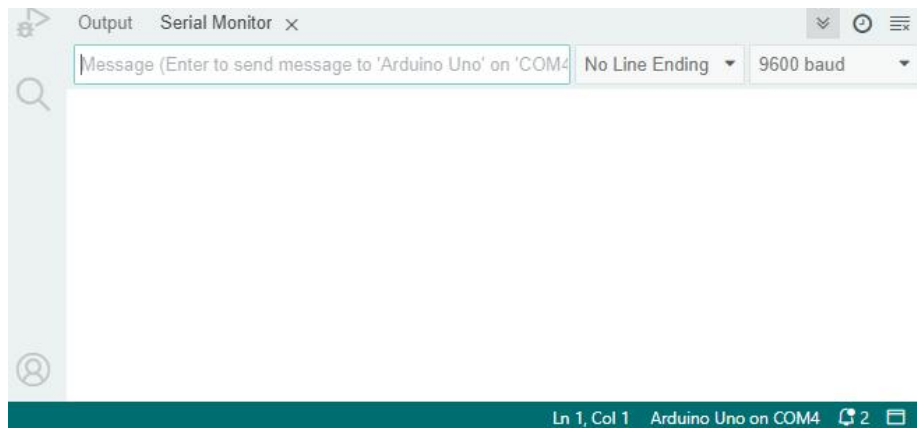 Output Serial Monitor
Message (Enter to send message to 'Arduino Uno' on 'COM4 No Line Ending 9600 baud
Ln 1, Col 1 Arduino Uno on COM4 2